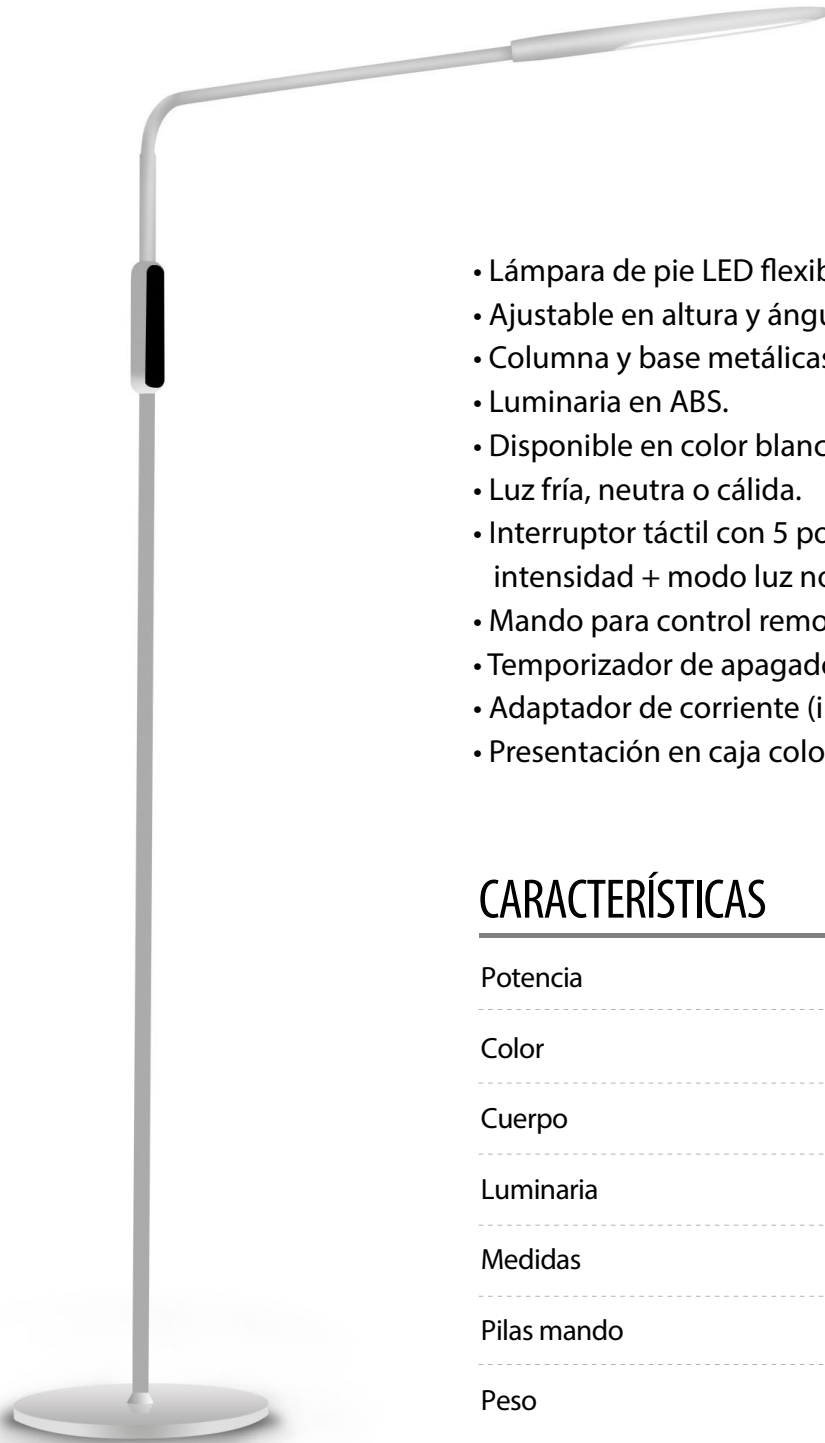 • Lámpara de pie LED flexib
• Ajustable en altura y ángu
• Columna y base metálicas
• Luminaria en ABS.
• Disponible en color blanc
• Luz fría, neutra o cálida.
• Interruptor táctil con 5 po
intensidad + modo luz no
• Mando para control remo
• Temporizador de apagado
• Adaptador de corriente (i
• Presentación en caja colo
CARACTERÍSTICAS
Potencia
Color
Cuerpo
Luminaria
Medidas
Pilas mando
Peso